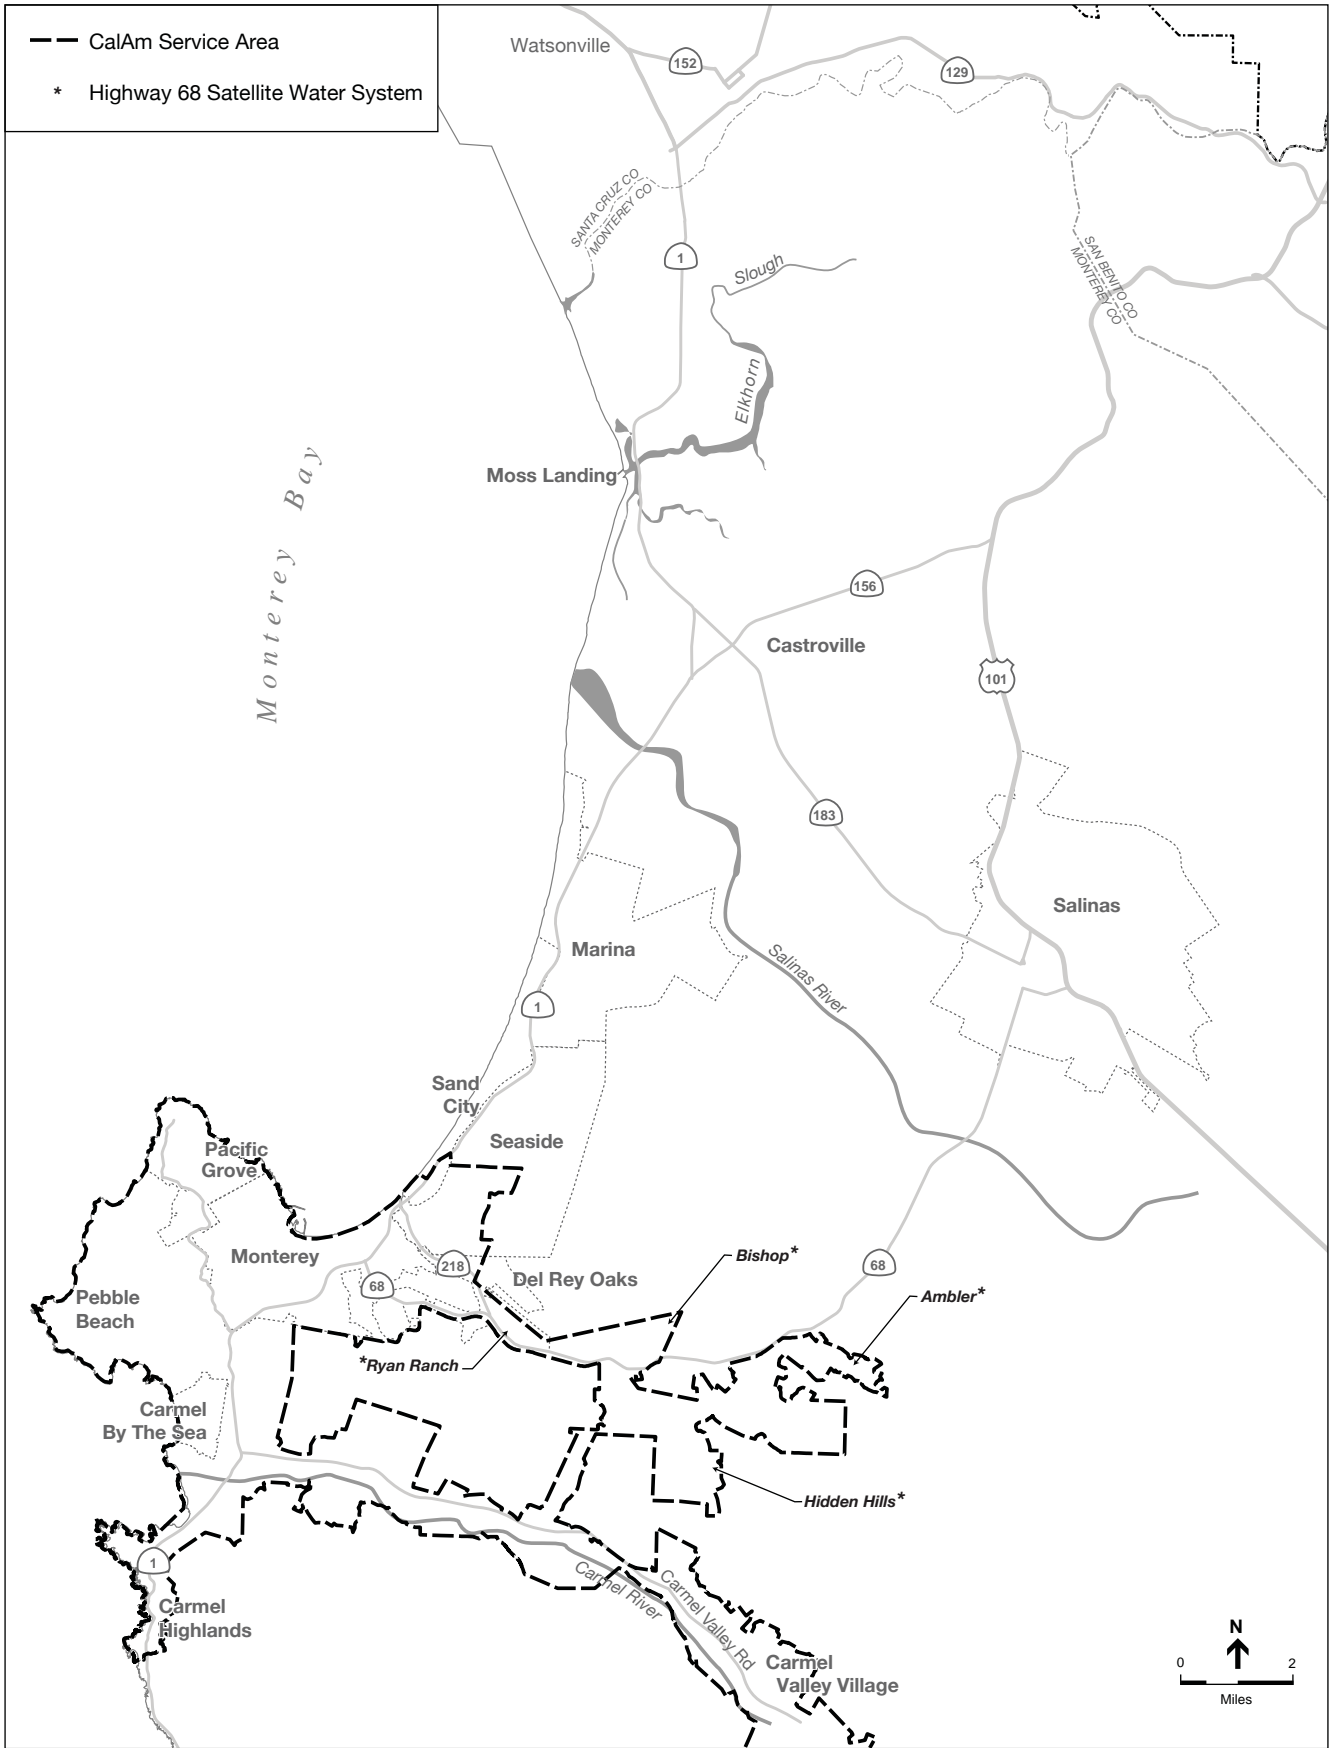 CalAm Service Area
* Highway 68 Satellite Water System
Watsonville
152
129
SANTA CRUZ CO
MONTEREY CO
1
Slough
SAN BENITO CO
MONTEREY CO
Elkhorn
Monterey Bay
Moss Landing
156
Castroville
101
183
Salinas
Marina
Salinas River
1
Sand
City
Seaside
Pacific
Grove
Monterey
Bishop*
218
68
Del Rey Oaks
68
Pebble
Beach
Ambler*
*Ryan Ranch
Carmel
By The Sea
Hidden Hills*
1
Carmel River
Carmel Valley Rd
Carmel
Highlands
Carmel
Valley Village
N
0 2
Miles